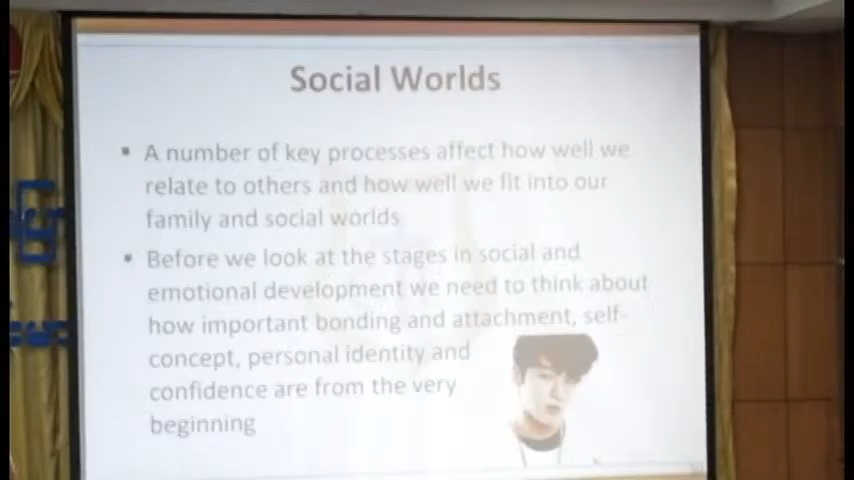 Social Worlds
▪ A number of key processes affect how well we
relate to others and how well we fit into our
family and social worlds
▪ Before we look at the stages in social and
emotional development we need to think about
how important bonding and attachment, self-
concept, personal identity and
confidence are from the very
beginning